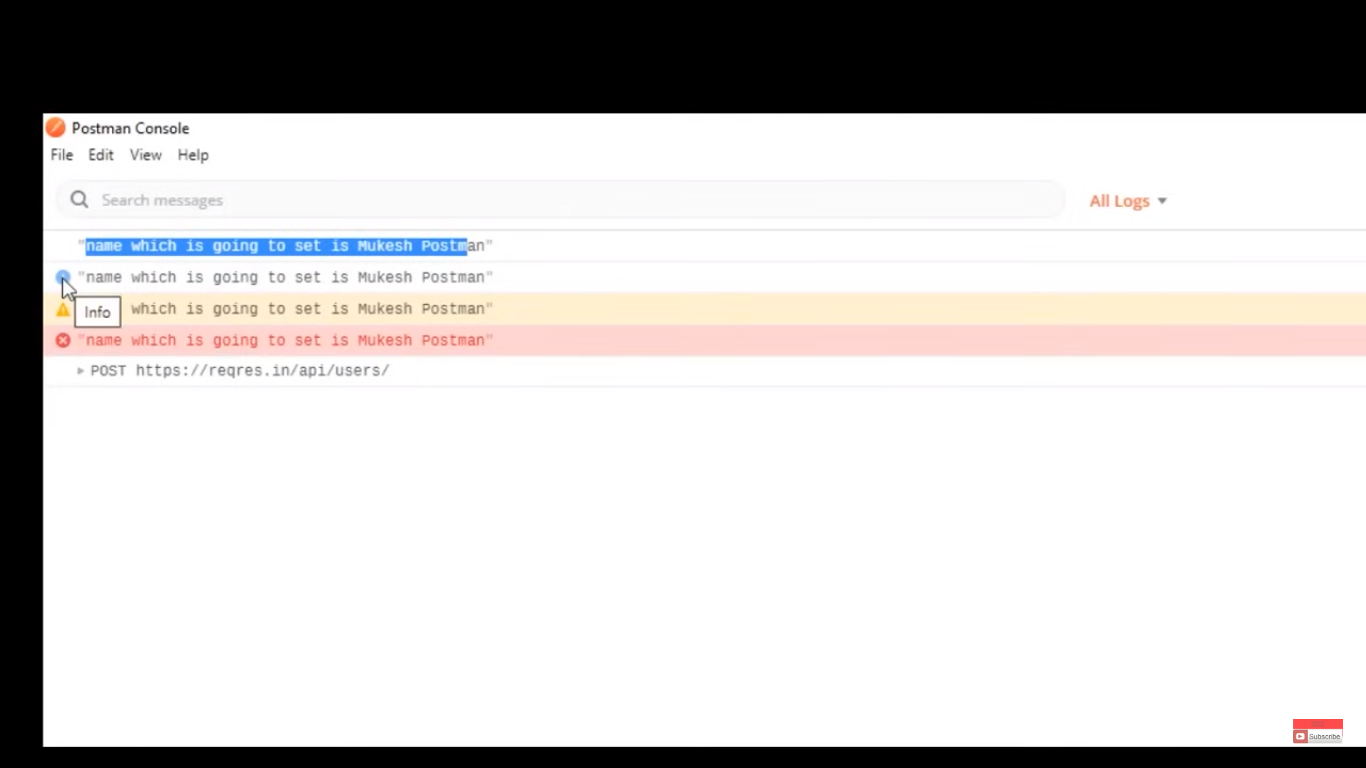 Postman Console
File Edit View Help
Search messages
All Logs
"name which is going to set is Mukesh Postman"
"name which is going to set is Mukesh Postman"
Info
which is going to set is Mukesh Postman"
"name which is going to set is Mukesh Postman"
POST https://reqres.in/api/users/
Subscribe